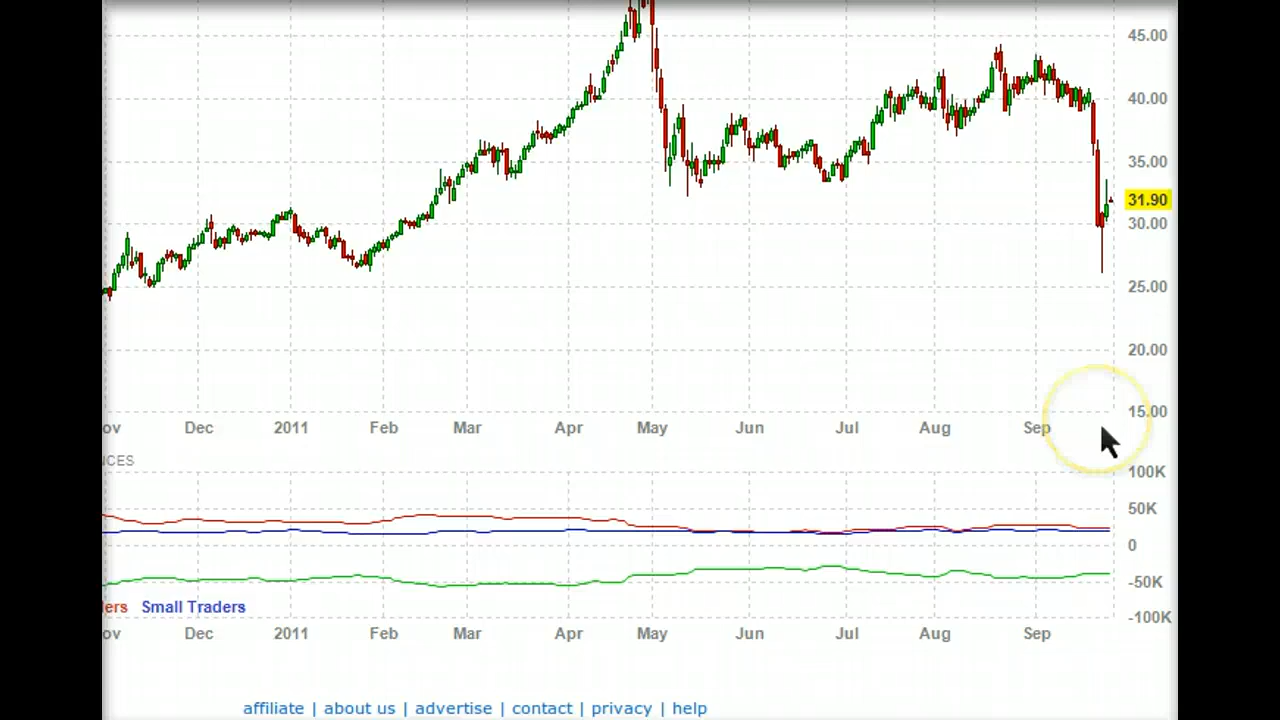 45.00
40.00
35.00
31.90
30.00
25.00
20.00
15.00
ov Dec 2011 Feb Mar Apr May Jun Jul Aug Sep
NCES
100K
50K
0
-50K
ders Small Traders
-100K
ov Dec 2011 Feb Mar Apr May Jun Jul Aug Sep
affiliate | about us | advertise | contact | privacy | help